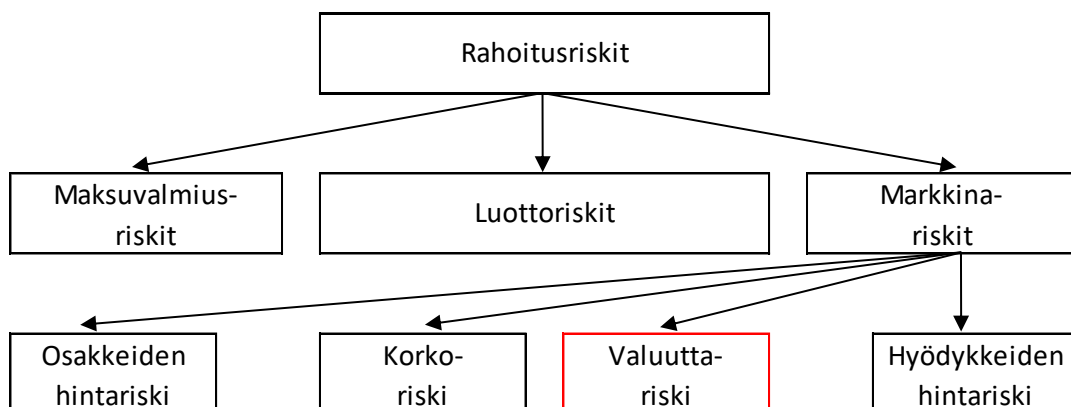 Rahoitusriskit
Maksuvalmius-
riskit
Luottoriskit
Markkina-
riskit
Osakkeiden
hintariski
Korko-
riski
Valuutta-
riski
Hyödykkeiden
hintariski